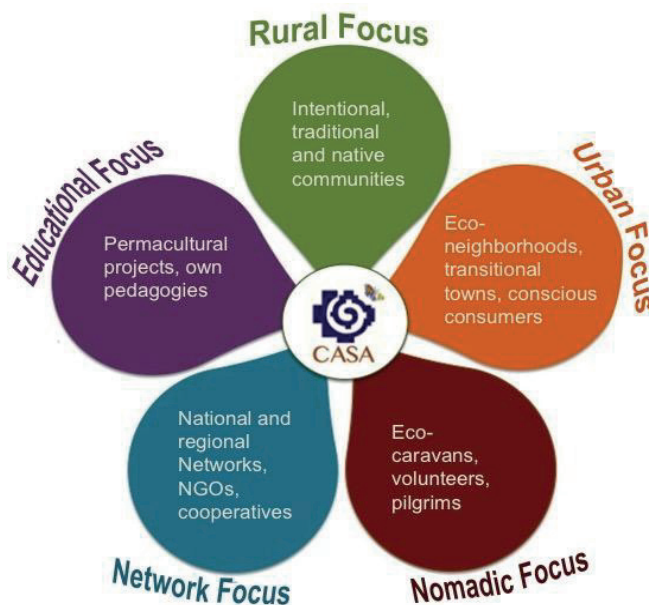 Rural Focus
Intentional,
traditional
and native
communities
Urban Focus
Eco-
neighborhoods,
transitional
towns, conscious
consumers
Educational Focus
Permacultural
projects, own
pedagogies
CASA
National and
regional
Networks,
NGOs,
cooperatives
Network Focus
Eco-
caravans,
volunteers,
pilgrims
Nomadic Focus